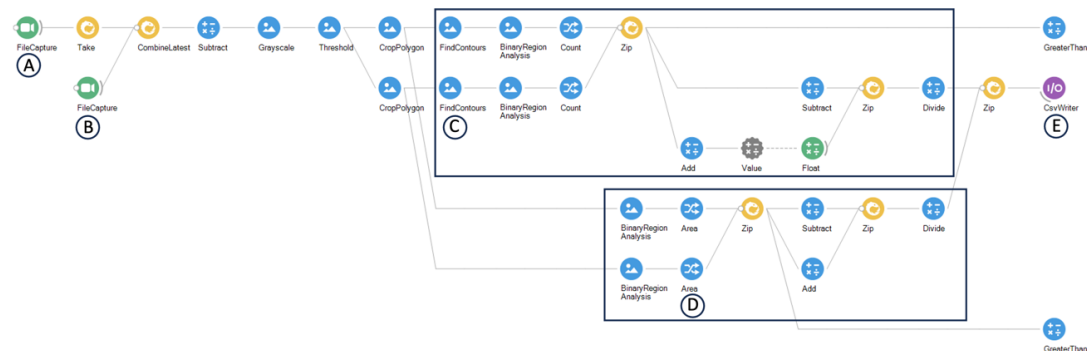 FileCapture
Take
CombineLatest
Subtract
Grayscale
Threshold
CropPolygon
FindContours
BinaryRegion
Analysis
Count
Zip
GreaterThan
A
FileCapture
B
CropPolygon
FindContours
BinaryRegion
Analysis
Count
Subtract
Zip
Divide
Zip
I/O
CsvWriter
C
E
Add
Value
Float
BinaryRegion
Analysis
Area
Zip
Subtract
Zip
Divide
BinaryRegion
Analysis
Area
Add
D
GreaterThan